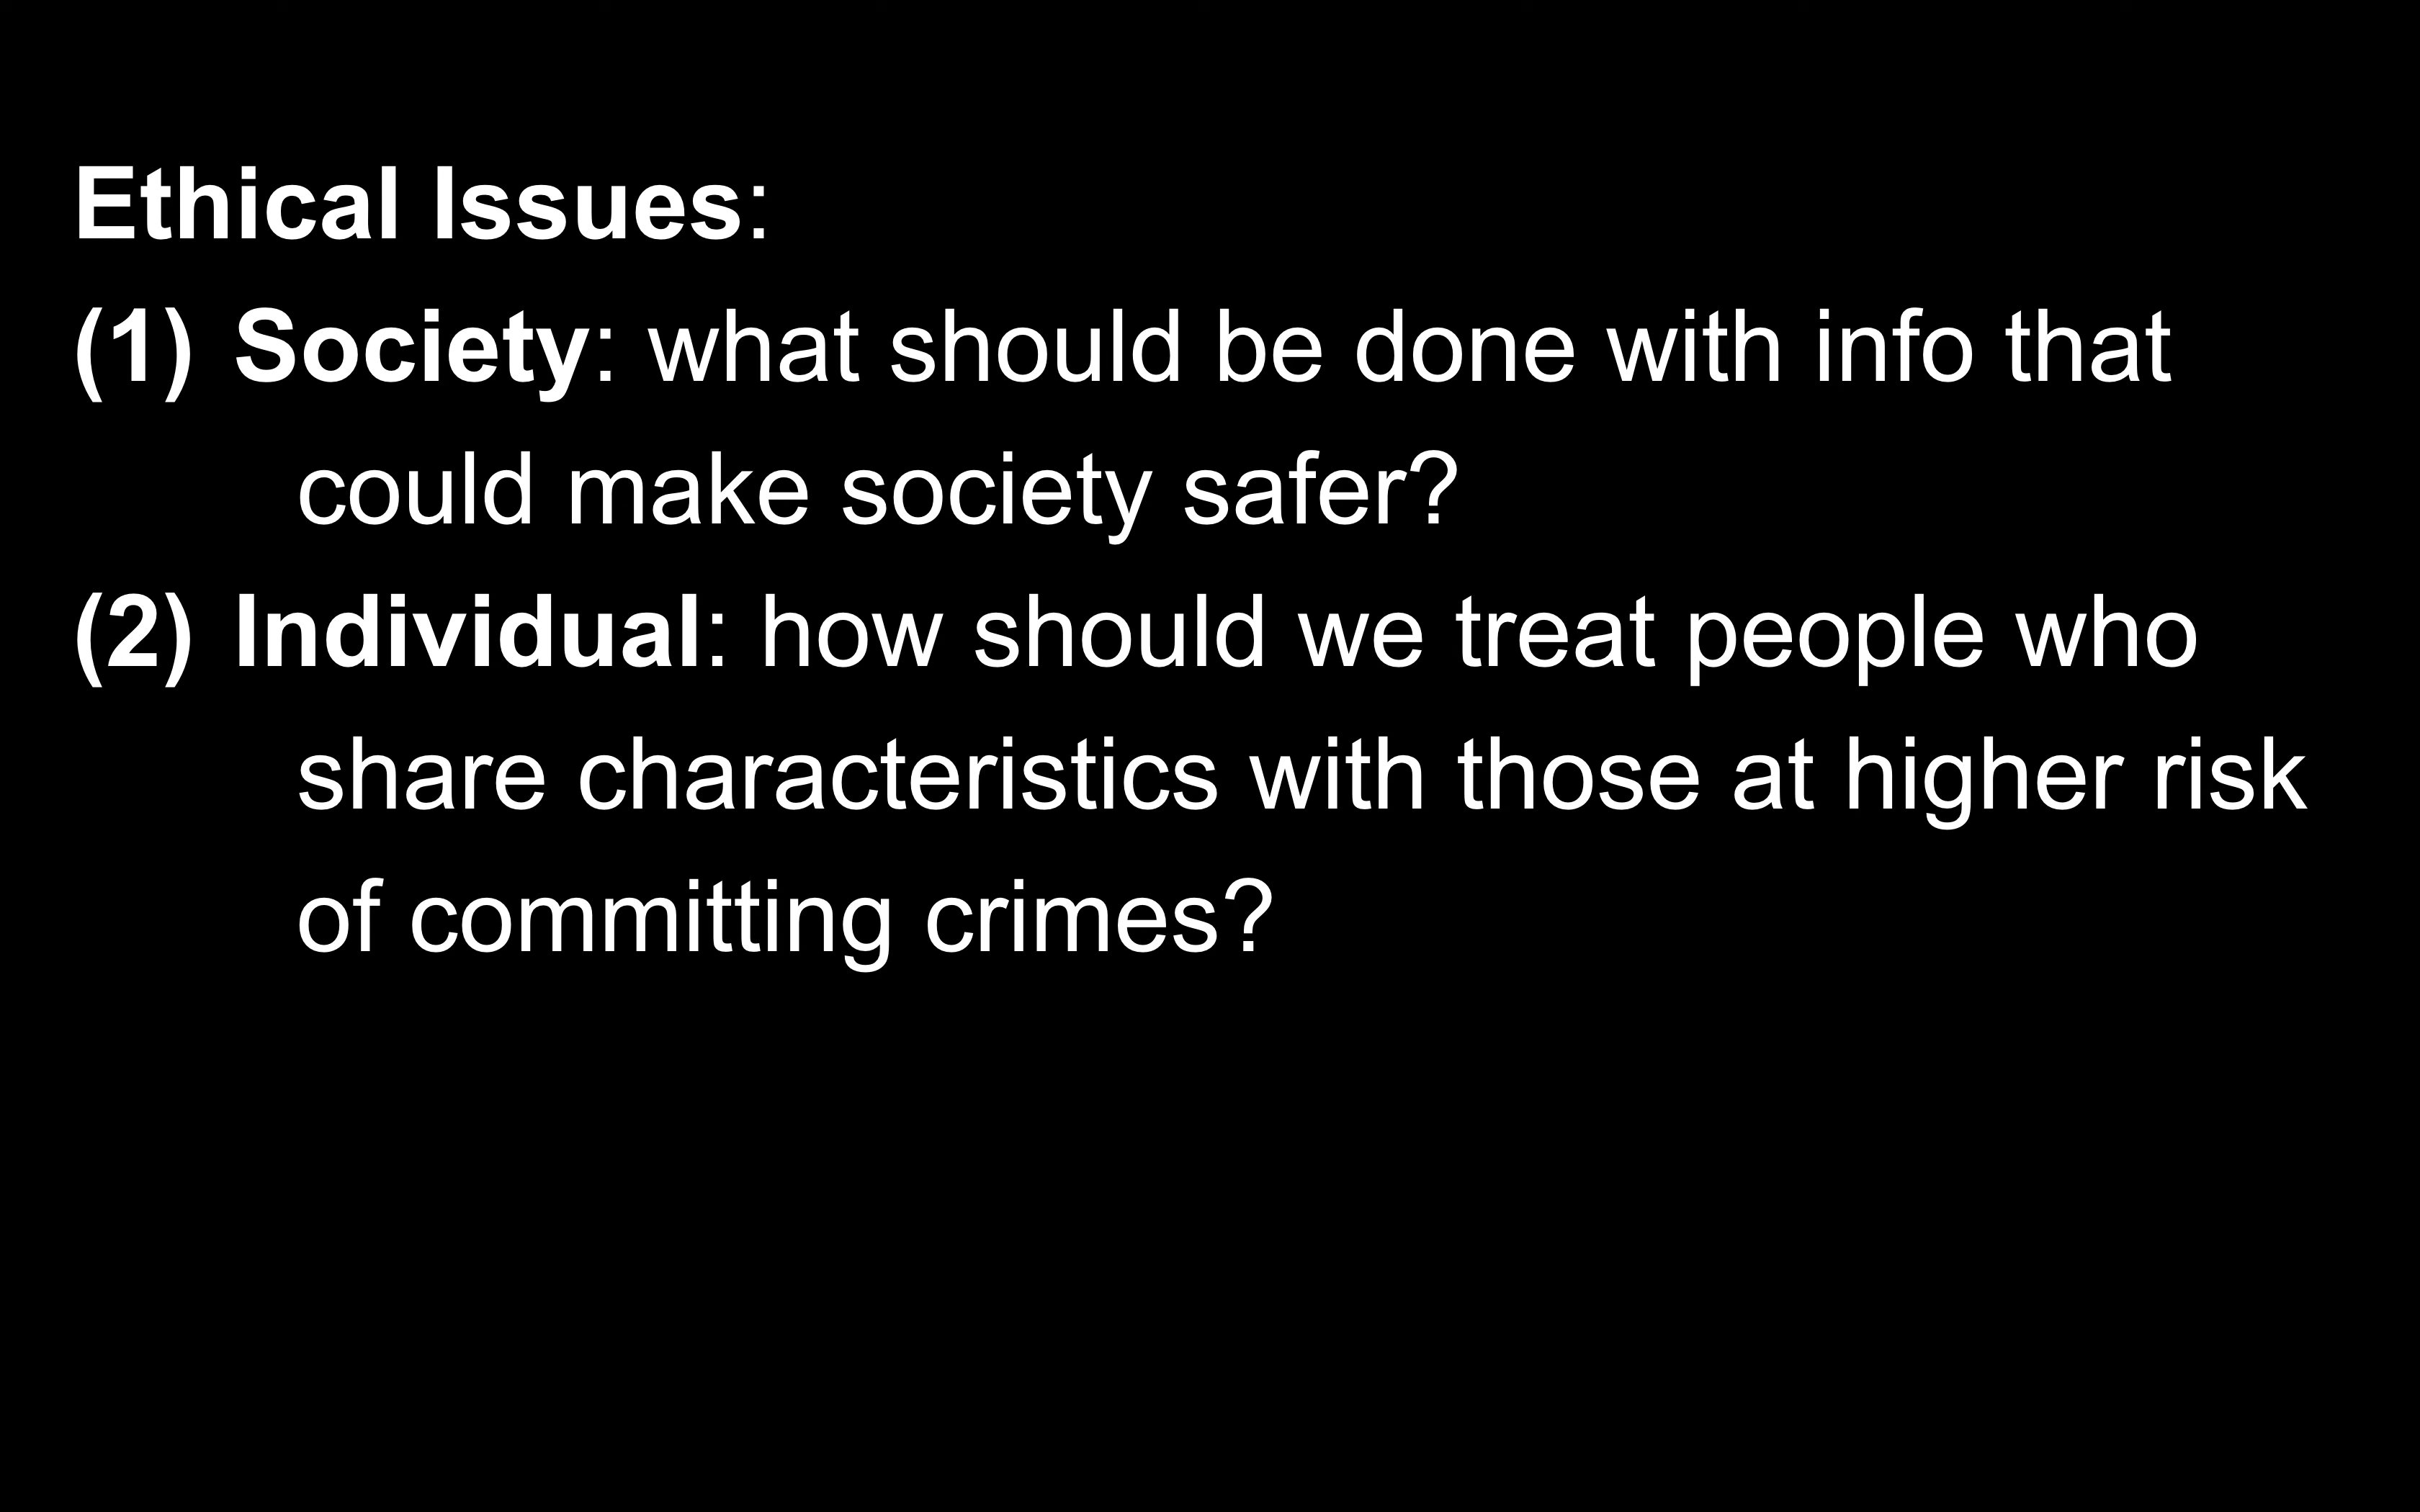 Ethical Issues:
(1) Society: what should be done with info that
could make society safer?
(2) Individual: how should we treat people who
share characteristics with those at higher risk
of committing crimes?